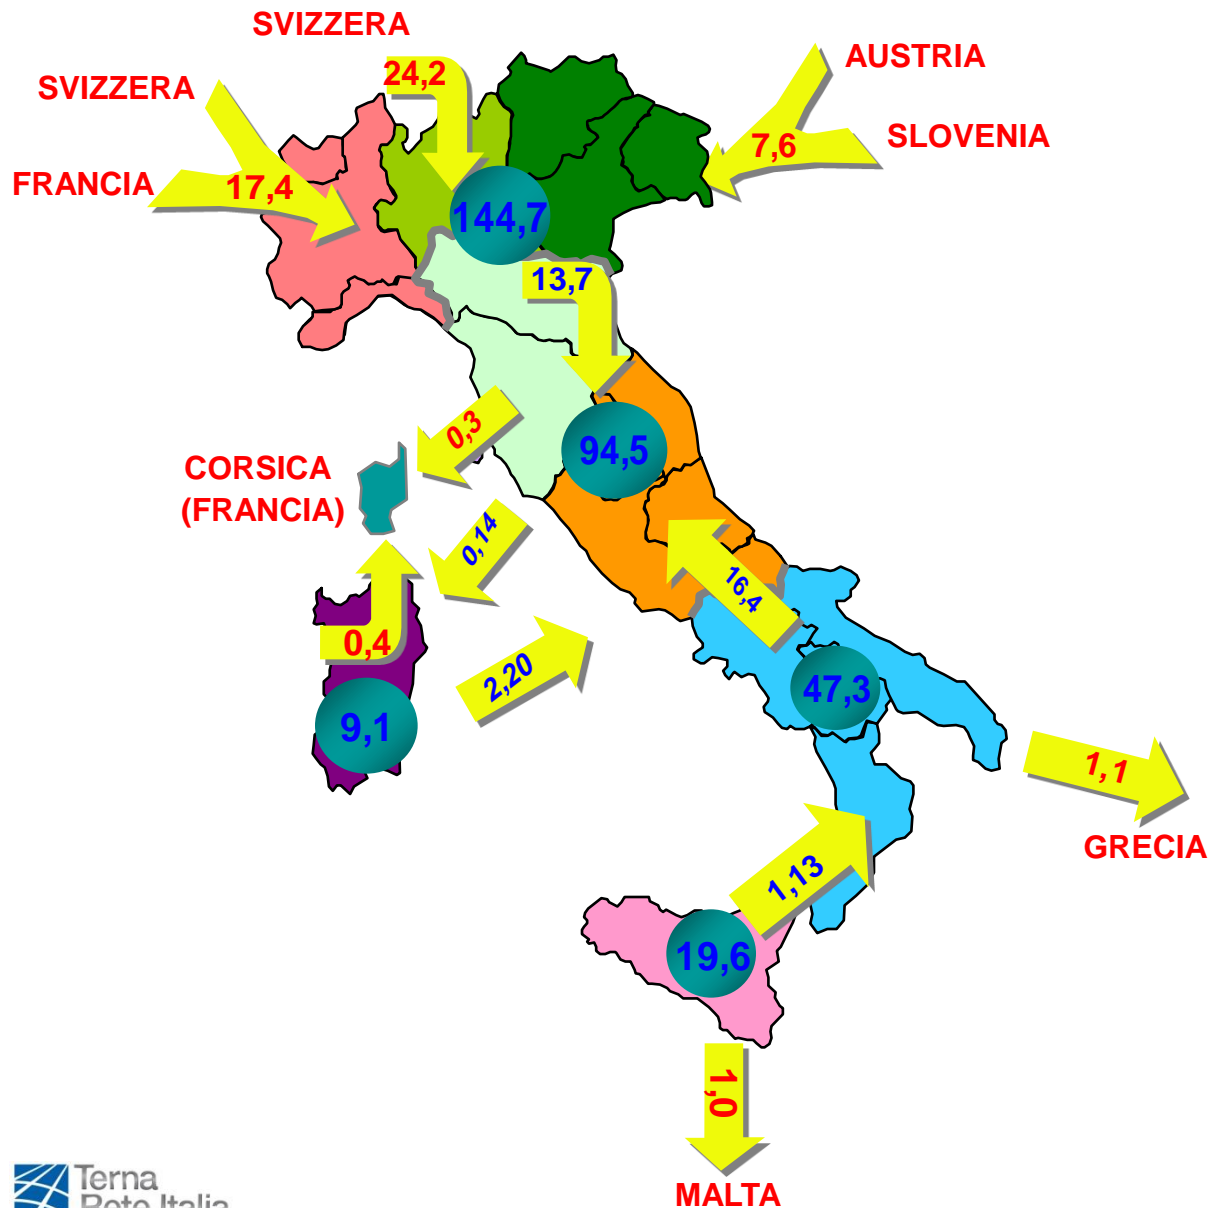 SVIZZERA
24,2
SVIZZERA
AUSTRIA
SLOVENIA
7,6
FRANCIA
17,4
144,7
13,7
0,3
94,5
CORSICA
(FRANCIA)
0,14
16,4
0,4
2,20
47,3
9,1
1,1
GRECIA
1,13
19,6
1,0
MALTA
Terna
Rete Italia